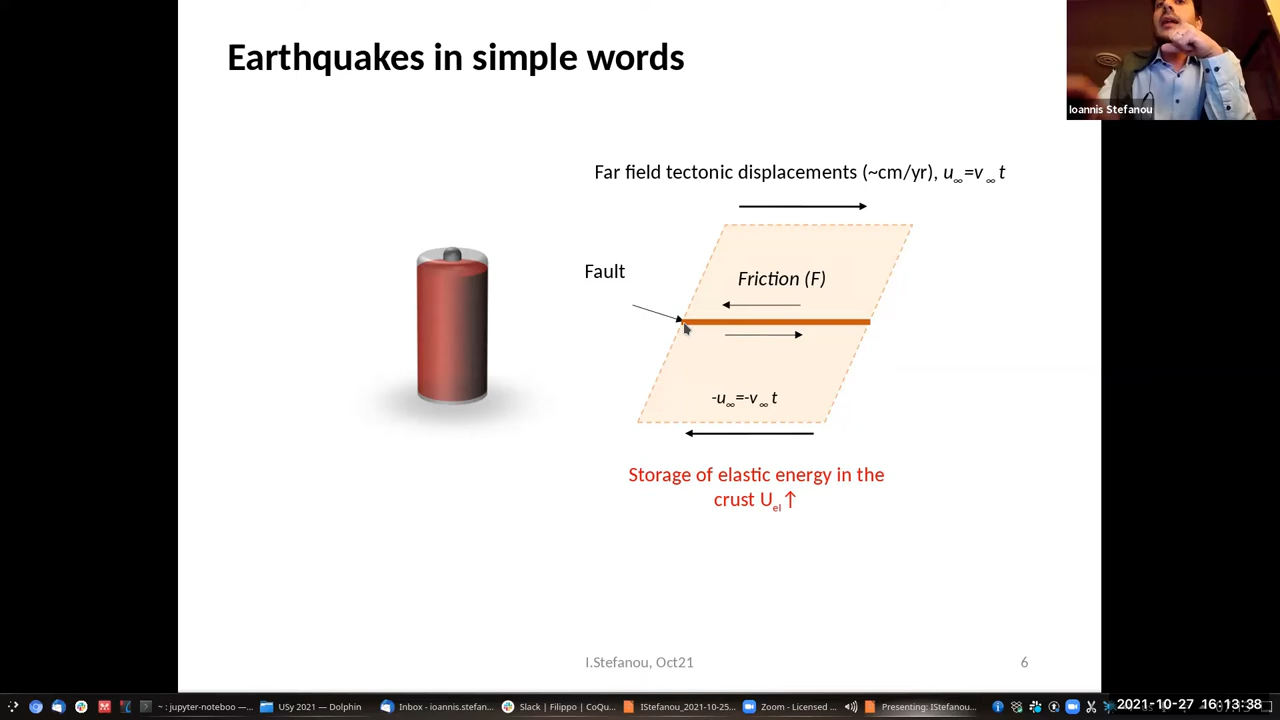 Earthquakes in simple words
Ioannis Stefanou
Far field tectonic displacements (~cm/yr), u∞=v∞t
Fault
Friction (F)
-u∞=-v∞t
Storage of elastic energy in the
crust Uel↑
I.Stefanou, Oct21
6
~ : jupyter-noteboo —...
USy 2021 — Dolphin
Inbox - ioannis.stefan...
Slack | Filippo | CoQu...
IStefanou_2021-10-25...
Zoom - Licensed ...
Presenting: IStefanou...
2021-10-27 16:13:38